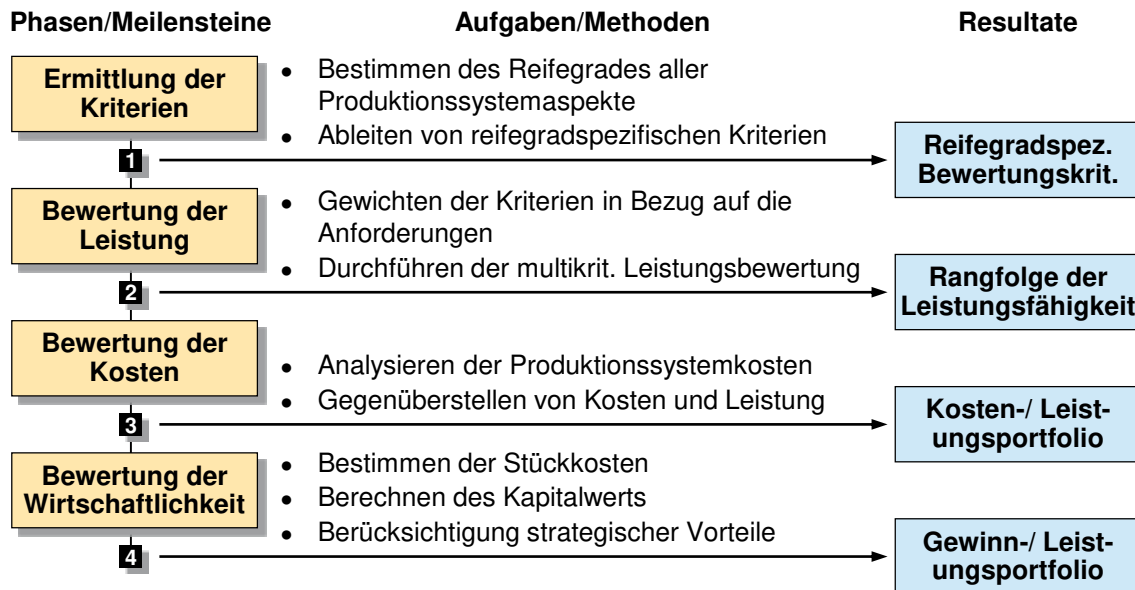 Phasen/Meilensteine
Aufgaben/Methoden
Resultate
Ermittlung der
Kriterien
• Bestimmen des Reifegrades aller
Produktionssystemaspekte
• Ableiten von reifegradspezifischen Kriterien
1
Reifegradspez.
Bewertungskrit.
Bewertung der
Leistung
• Gewichten der Kriterien in Bezug auf die
Anforderungen
• Durchführen der multikrit. Leistungsbewertung
2
Rangfolge der
Leistungsfähigkeit
Bewertung der
Kosten
• Analysieren der Produktionssystemkosten
• Gegenüberstellen von Kosten und Leistung
3
Kosten-/ Leist-
ungsportfolio
Bewertung der
Wirtschaftlichkeit
• Bestimmen der Stückkosten
• Berechnen des Kapitalwerts
• Berücksichtigung strategischer Vorteile
4
Gewinn-/ Leist-
ungsportfolio